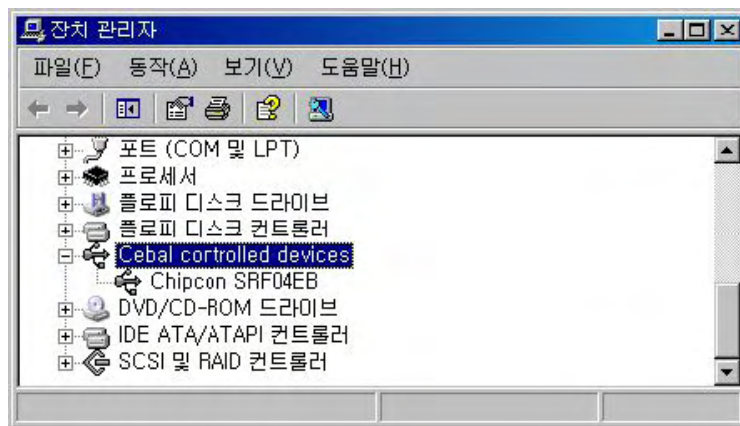 잔치 관리자
파일(F) 동작(A) 보기(V) 도움말(H)
포트 (COM 및 LPT)
프로세서
플로피 디스크 드라이브
플로피 디스크 컨트롤러
Cebal controlled devices
Chipcon SRF04EB
DVD/CD-ROM 드라이브
IDE ATA/ATAPI 컨트롤러
SCSI 및 RAID 컨트롤러